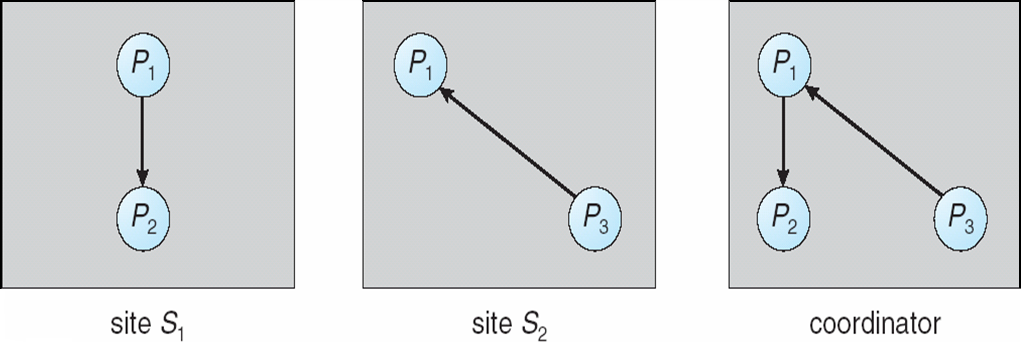 P1
P2
site S1
P1
P3
site S2
P1
P2
P3
coordinator